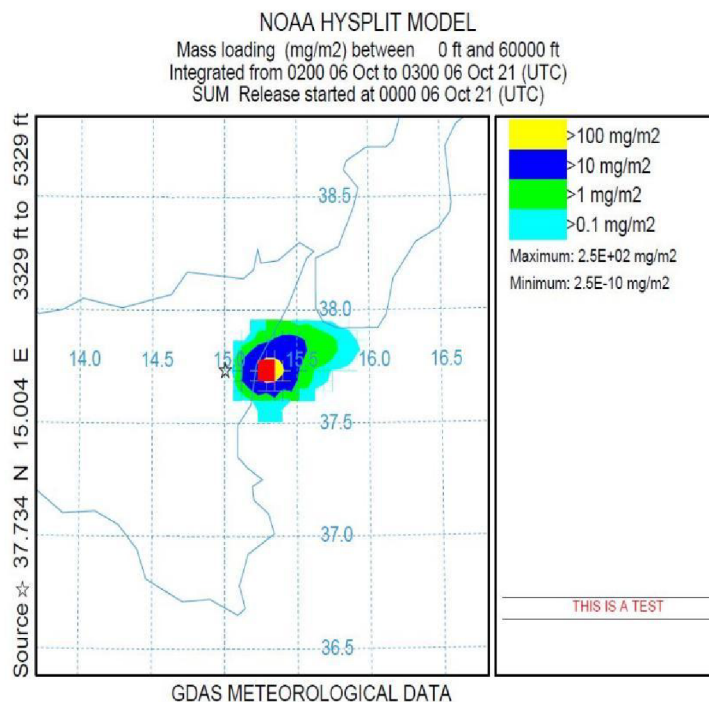 NOAA HYSPLIT MODEL
Mass loading (mg/m2) between 0 ft and 60000 ft
Integrated from 0200 06 Oct to 0300 06 Oct 21 (UTC)
SUM Release started at 0000 06 Oct 21 (UTC)
Source ☆ 37.734 N 15.004 E 3329 ft to 5329 ft
38.5
38.0
14.0 14.5 15.0 15.5 16.0 16.5
37.5
37.0
36.5
>100 mg/m2
>10 mg/m2
>1 mg/m2
>0.1 mg/m2
Maximum: 2.5E+02 mg/m2
Minimum: 2.5E-10 mg/m2
THIS IS A TEST
GDAS METEOROLOGICAL DATA